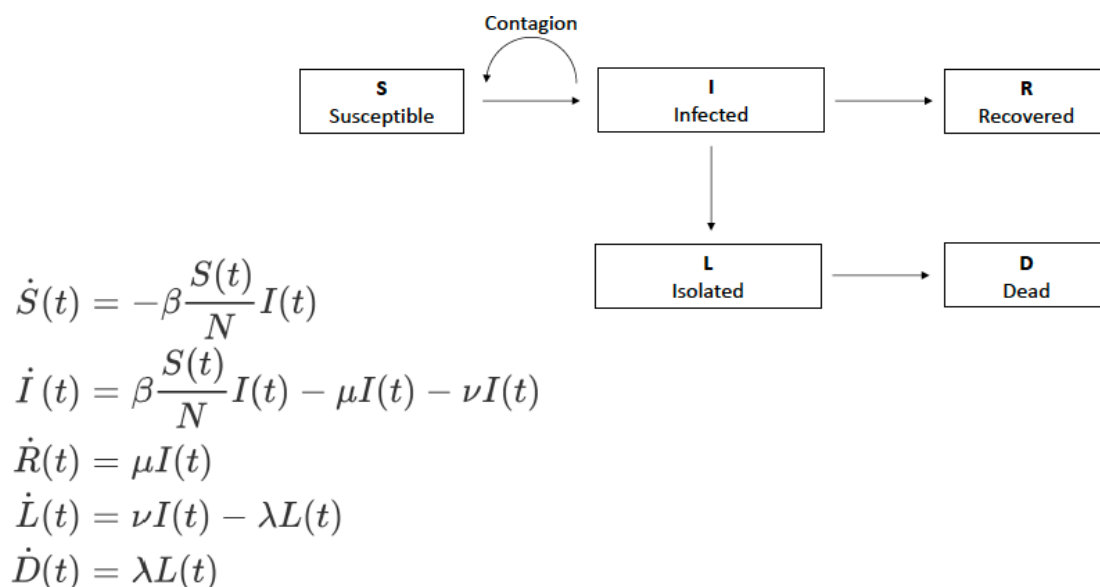 Contagion
S
Susceptible
I
Infected
R
Recovered
L
Isolated
D
Dead
Ṡ(t) = −β S(t)/N I(t)
İ(t) = β S(t)/N I(t) − μI(t) − νI(t)
Ṙ(t) = μI(t)
L̇(t) = νI(t) − λL(t)
Ḋ(t) = λL(t)